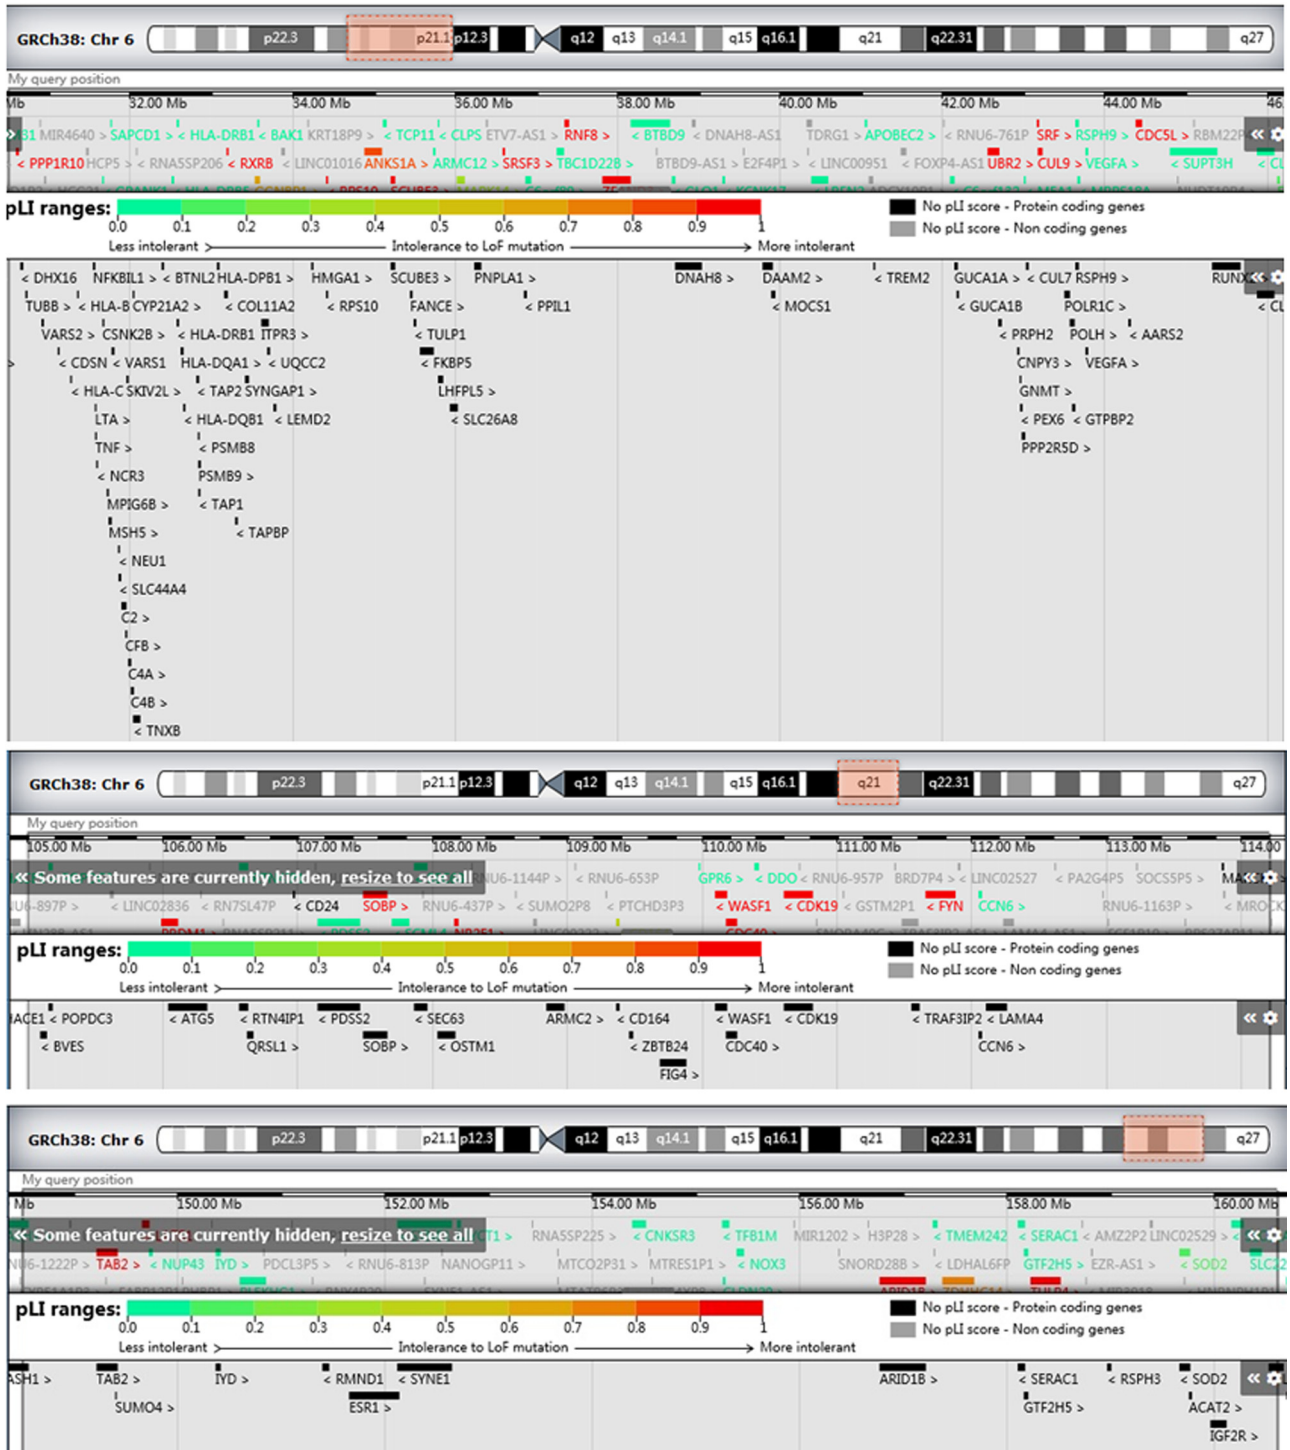 GRCh38: Chr 6 p22.3 p21.1 p12.3 q12 q13 q14.1 q15 q16.1 q21 q22.31 q27
My query position
Mb 32.00 Mb 34.00 Mb 36.00 Mb 38.00 Mb 40.00 Mb 42.00 Mb 44.00 Mb 46.
MIR4640 > SAPCD1 > < HLA-DRB1 < BAK1 KRT18P9 > < TCP11 < CLPS ETV7-AS1 > RNF8 > < BTBD9 < DNAH8-AS1 TDRG1 > APOBEC2 > < RNU6-761P SRF > RSPH9 > CDC5L > RBM22P
< PPP1R10 HCP5 > < RNA5SP206 < RXRB < LINC01016 ANKS1A > ARMC12 > SRSF3 > TBC1D22B > BTBD9-AS1 > E2F4P1 > < LINC00951 < FOXP4-AS1 UBR2 > CUL9 > VEGFA > < SUPT3H < CL
pLI ranges: No pLI score - Protein coding genes
0.0 0.1 0.2 0.3 0.4 0.5 0.6 0.7 0.8 0.9 1 No pLI score - Non coding genes
Less intolerant Intolerance to LoF mutation More intolerant
< DHX16 NFKBIL1 > < BTNL2 HLA-DPB1 > HMGA1 > SCUBE3 > PNPLA1 > DNAH8 > DAAM2 > < TREM2 GUCA1A > < CUL7 RSPH9 > RUNX2
TUBB > < HLA-B CYP21A2 > < COL11A2 < RPS10 FANCE > < PPIL1 < MOCS1 < GUCA1B POLR1C > < CL
VARS2 > CSNK2B > < HLA-DRB1 ITPR3 > < TULP1 < PRPH2 POLH > < AARS2
> < CDSN < VARS1 HLA-DQA1 > < UQCC2 < FKBP5 CNPY3 > VEGFA >
< HLA-C SKIV2L > < TAP2 SYNGAP1 > LHFPL5 > GNMT >
LTA > < HLA-DQB1 < LEMD2 < SLC26A8 < PEX6 < GTPBP2
TNF > < PSMB8 PPP2R5D >
< NCR3 PSMB9 >
MPIG6B > < TAP1
MSH5 > < TAPBP
< NEU1
< SLC44A4
C2 >
CFB >
C4A >
C4B >
< TNXB
GRCh38: Chr 6 p22.3 p21.1 p12.3 q12 q13 q14.1 q15 q16.1 q21 q22.31 q27
My query position
105.00 Mb 106.00 Mb 107.00 Mb 108.00 Mb 109.00 Mb 110.00 Mb 111.00 Mb 112.00 Mb 113.00 Mb 114.00
« Some features are currently hidden, resize to see all RNU6-1144P > < RNU6-653P GPR6 > < DDO < RNU6-957P BRD7P4 > < LINC02527 < PA2G4P5 SOCS5P5 >
RNU6-897P > < LINC02836 < RN7SL47P < CD24 SOBP > RNU6-437P > < SUMO2P8 < PTCHD3P3 < WASF1 < CDK19 < GSTM2P1 < FYN CCN6 > RNU6-1163P >
pLI ranges: No pLI score - Protein coding genes
0.0 0.1 0.2 0.3 0.4 0.5 0.6 0.7 0.8 0.9 1 No pLI score - Non coding genes
Less intolerant Intolerance to LoF mutation More intolerant
HACE1 < POPDC3 < ATG5 < RTN4IP1 < PDSS2 < SEC63 ARMC2 > < CD164 < WASF1 < CDK19 < TRAF3IP2 < LAMA4
< BVES QRSL1 > SOBP > < OSTM1 < ZBTB24 CDC40 > CCN6 >
FIG4 >
GRCh38: Chr 6 p22.3 p21.1 p12.3 q12 q13 q14.1 q15 q16.1 q21 q22.31 q27
My query position
Mb 150.00 Mb 152.00 Mb 154.00 Mb 156.00 Mb 158.00 Mb 160.00 Mb
« Some features are currently hidden, resize to see all RNA5SP225 > < CNKSR3 < TFB1M MIR1202 > H3P28 > < TMEM242 < SERAC1 < AMZ2P2 LINC02529 >
NU6-1222P > TAB2 > < NUP43 IYD > PDCL3P5 > < RNU6-813P NANOGP11 > < MTCO2P31 > MTRES1P1 > < NOX3 SNORD28B > < LDHAL6FP GTF2H5 > EZR-AS1 > < SOD2 SLC22
pLI ranges: No pLI score - Protein coding genes
0.0 0.1 0.2 0.3 0.4 0.5 0.6 0.7 0.8 0.9 1 No pLI score - Non coding genes
Less intolerant Intolerance to LoF mutation More intolerant
ASH1 > TAB2 > IYD > < RMND1 < SYNE1 ARID1B > < SERAC1 < RSPH3 < SOD2
SUMO4 > ESR1 > GTF2H5 > ACAT2 >
IGF2R >